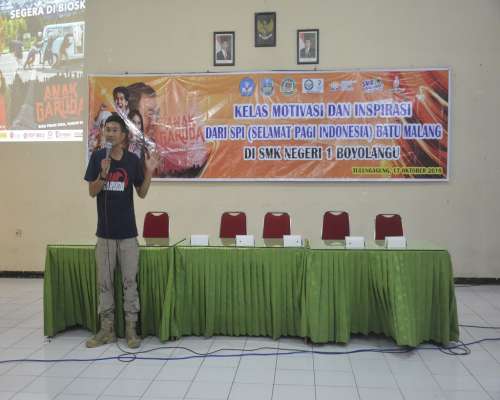 SEGERA DI BIOSK
ANAK
GARUDA
KELAS MOTIVASI DAN INSPIRASI
DARI SPI (SELAMAT PAGI INDONESIA) BATU MALANG
DI SMK NEGERI 1 BOYOLANGU
TULUNGAGUNG, 17 OKTOBER 2019